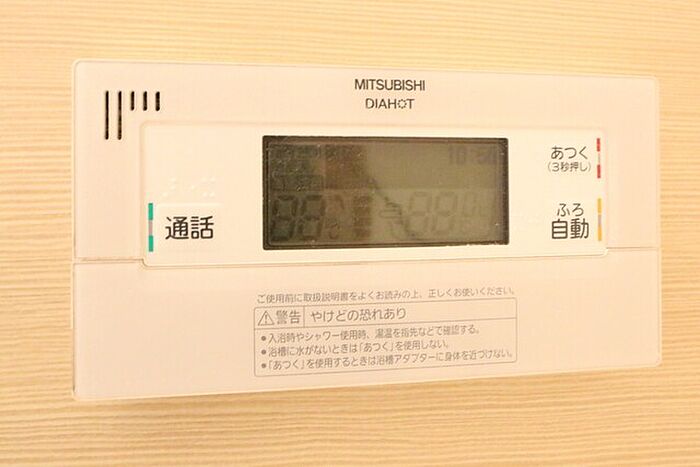 MITSUBISHI
DIAHOT
あつく
(3秒押し)
通話
ふろ
自動
ご使用前に取扱説明書をよくお読みの上、正しくお使いください。
警告 やけどの恐れあり
●入浴時やシャワー使用時、湯温を指先などで確認する。
●浴槽に水がないときは「あつく」を使用しない。
●「あつく」を使用するときは浴槽アダプターに身体を近づけない。